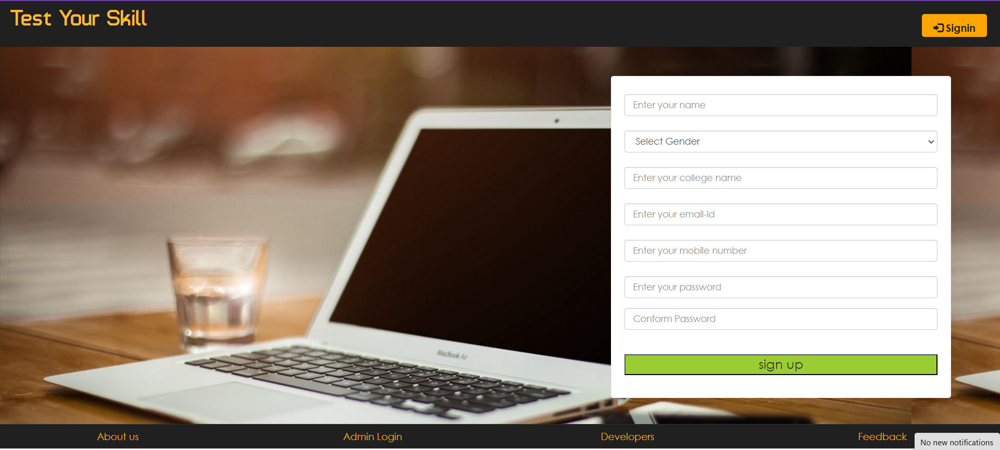 Test Your Skill
Signin
Enter your name
Select Gender
Enter your college name
Enter your email-id
Enter your mobile number
Enter your password
Conform Password
sign up
MacBook Air
About us
Admin Login
Developers
Feedback
No new notifications